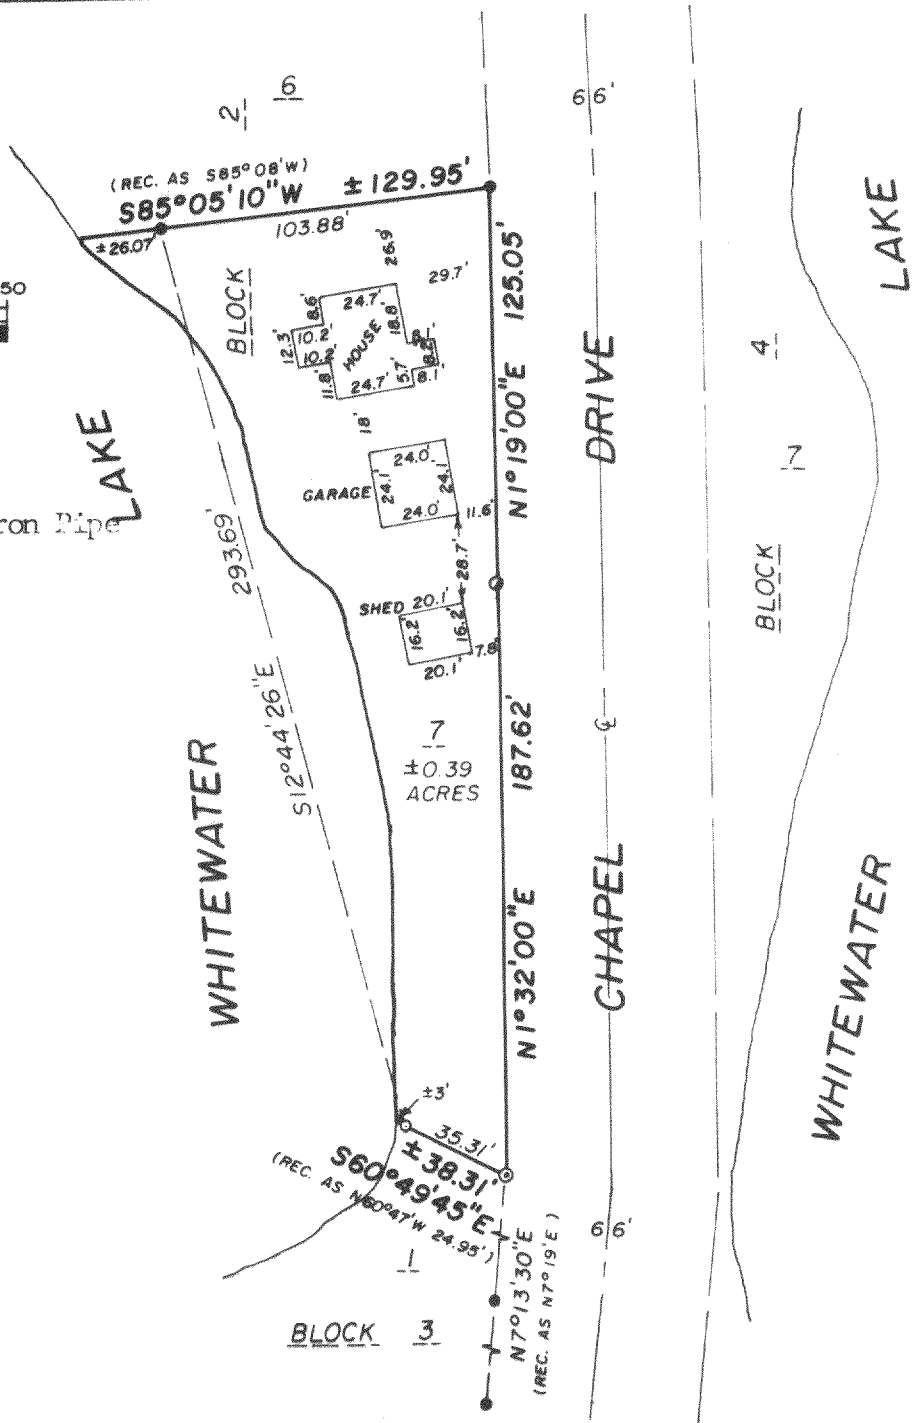 6
2
66'
(REC. AS S85°08'W)
S85°05'10"W ±129.95'
103.88'
±26.07'
LAKE
50
BLOCK
26.9'
29.7'
125.05'
8.6'
24.7'
18.8'
12.3'
10.2'
10.2'
HOUSE
8.2'
11.8'
24.7'
5.7'
8.1'
18'
N1°19'00"E
DRIVE
4
7
BLOCK
LAKE
ron Pipe
24.0'
24.1'
24.1'
GARAGE
24.0'
11.6'
28.7'
293.69'
SHED
20.1'
16.2'
16.2'
7.8'
20.1'
S12°44'26"E
7
±0.39
ACRES
187.62'
℄
WHITEWATER
N1°32'00"E
CHAPEL
WHITEWATER
±3'
35.31'
±38.31'
S60°49'45"E
(REC. AS N60°47'W 24.95')
1
66'
N7°13'30"E
(REC. AS N7°19'E)
BLOCK 3